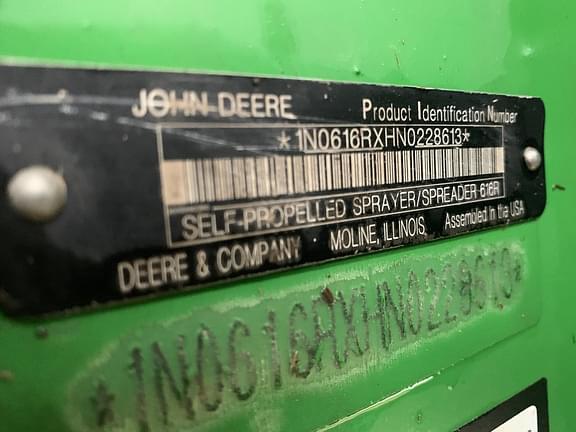 JOHN DEERE
Product Identification Number
*1N0616RXHN0228613*
SELF-PROPELLED SPRAYER/SPREADER-616R
DEERE & COMPANY MOLINE, ILLINOIS Assembled in the USA
*1N0616RXHN0228613*